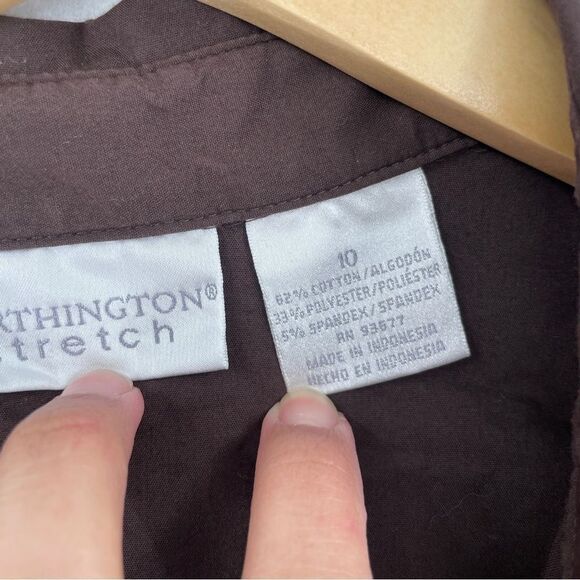 RTHINGTON®
stretch
10
62% COTTON/ALGODÓN
33% POLYESTER/POLIÉSTER
5% SPANDEX/SPANDEX
RN 93677
MADE IN INDONESIA
HECHO EN INDONESIA